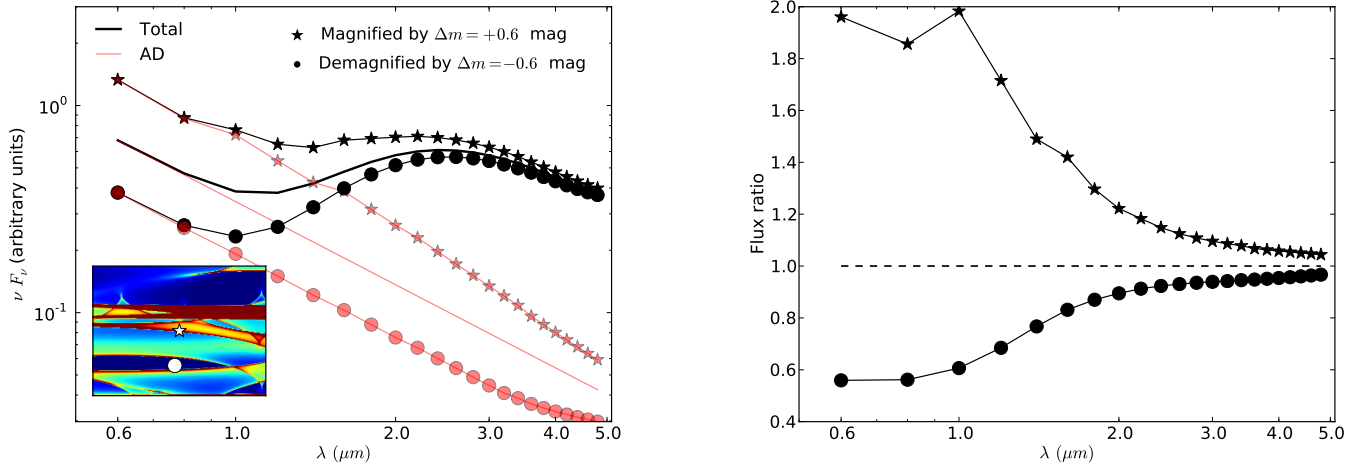 Total
AD
Magnified by Δm=+0.6 mag
Demagnified by Δm=−0.6 mag
ν F_ν (arbitrary units)
10^0
10^{-1}
0.6 1.0 2.0 3.0 4.0 5.0
λ (μm)
Flux ratio
2.0
1.8
1.6
1.4
1.2
1.0
0.8
0.6
0.4
0.6 1.0 2.0 3.0 4.0 5.0
λ (μm)